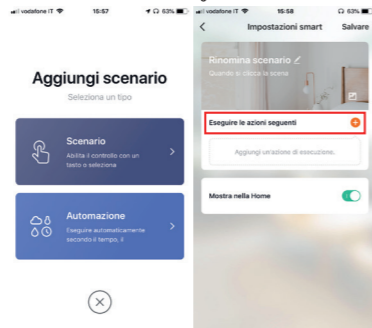 vodafone IT 15:57 63%
Aggiungi scenario
Seleziona un tipo
Scenario
Abilita il controllo con un
tasto o seleziona
Automazione
Eseguire automaticamente
secondo il tempo, il
vodafone IT 15:58 63%
Impostazioni smart Salvare
Rinomina scenario
Quando si clicca la scena
Eseguire le azioni seguenti
Aggiungi un'azione di esecuzione.
Mostra nella Home